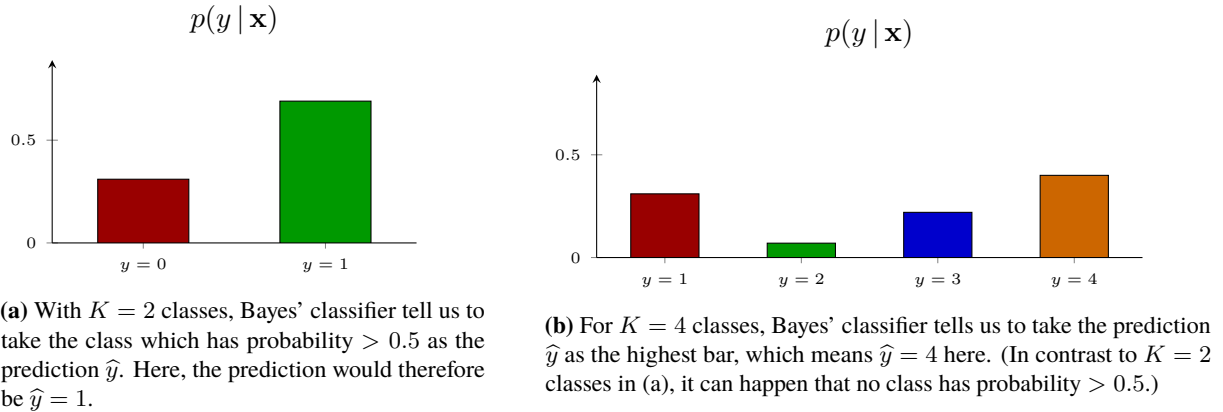 p(y | x)
0.5
0
y = 0
y = 1
(a) With K = 2 classes, Bayes' classifier tell us to
take the class which has probability > 0.5 as the
prediction ŷ. Here, the prediction would therefore
be ŷ = 1.
p(y | x)
0.5
0
y = 1
y = 2
y = 3
y = 4
(b) For K = 4 classes, Bayes' classifier tells us to take the prediction
ŷ as the highest bar, which means ŷ = 4 here. (In contrast to K = 2
classes in (a), it can happen that no class has probability > 0.5.)